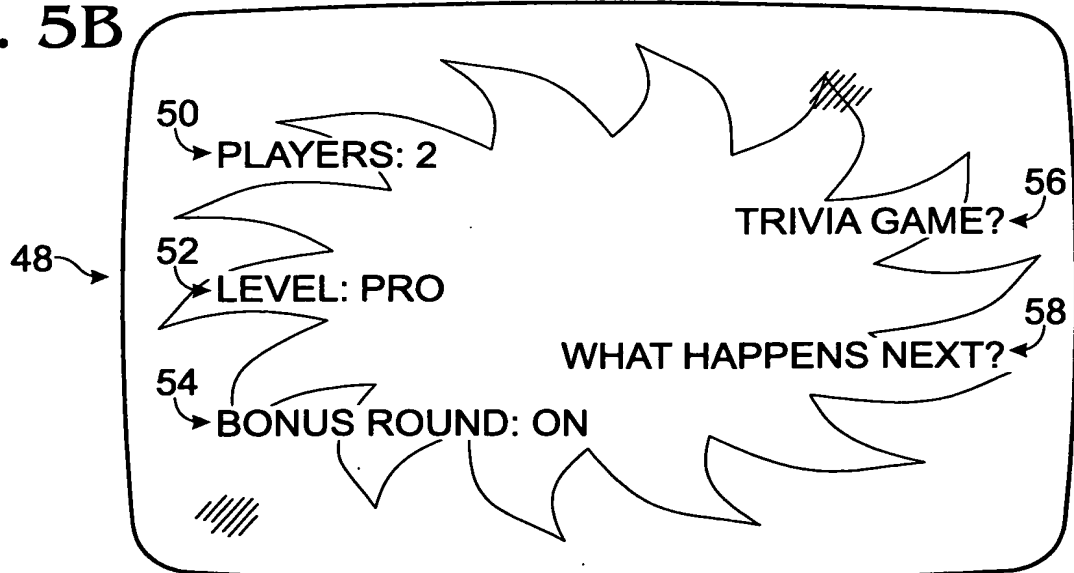 . 5B
50
PLAYERS: 2
56
TRIVIA GAME?
48
52
LEVEL: PRO
58
WHAT HAPPENS NEXT?
54
BONUS ROUND: ON